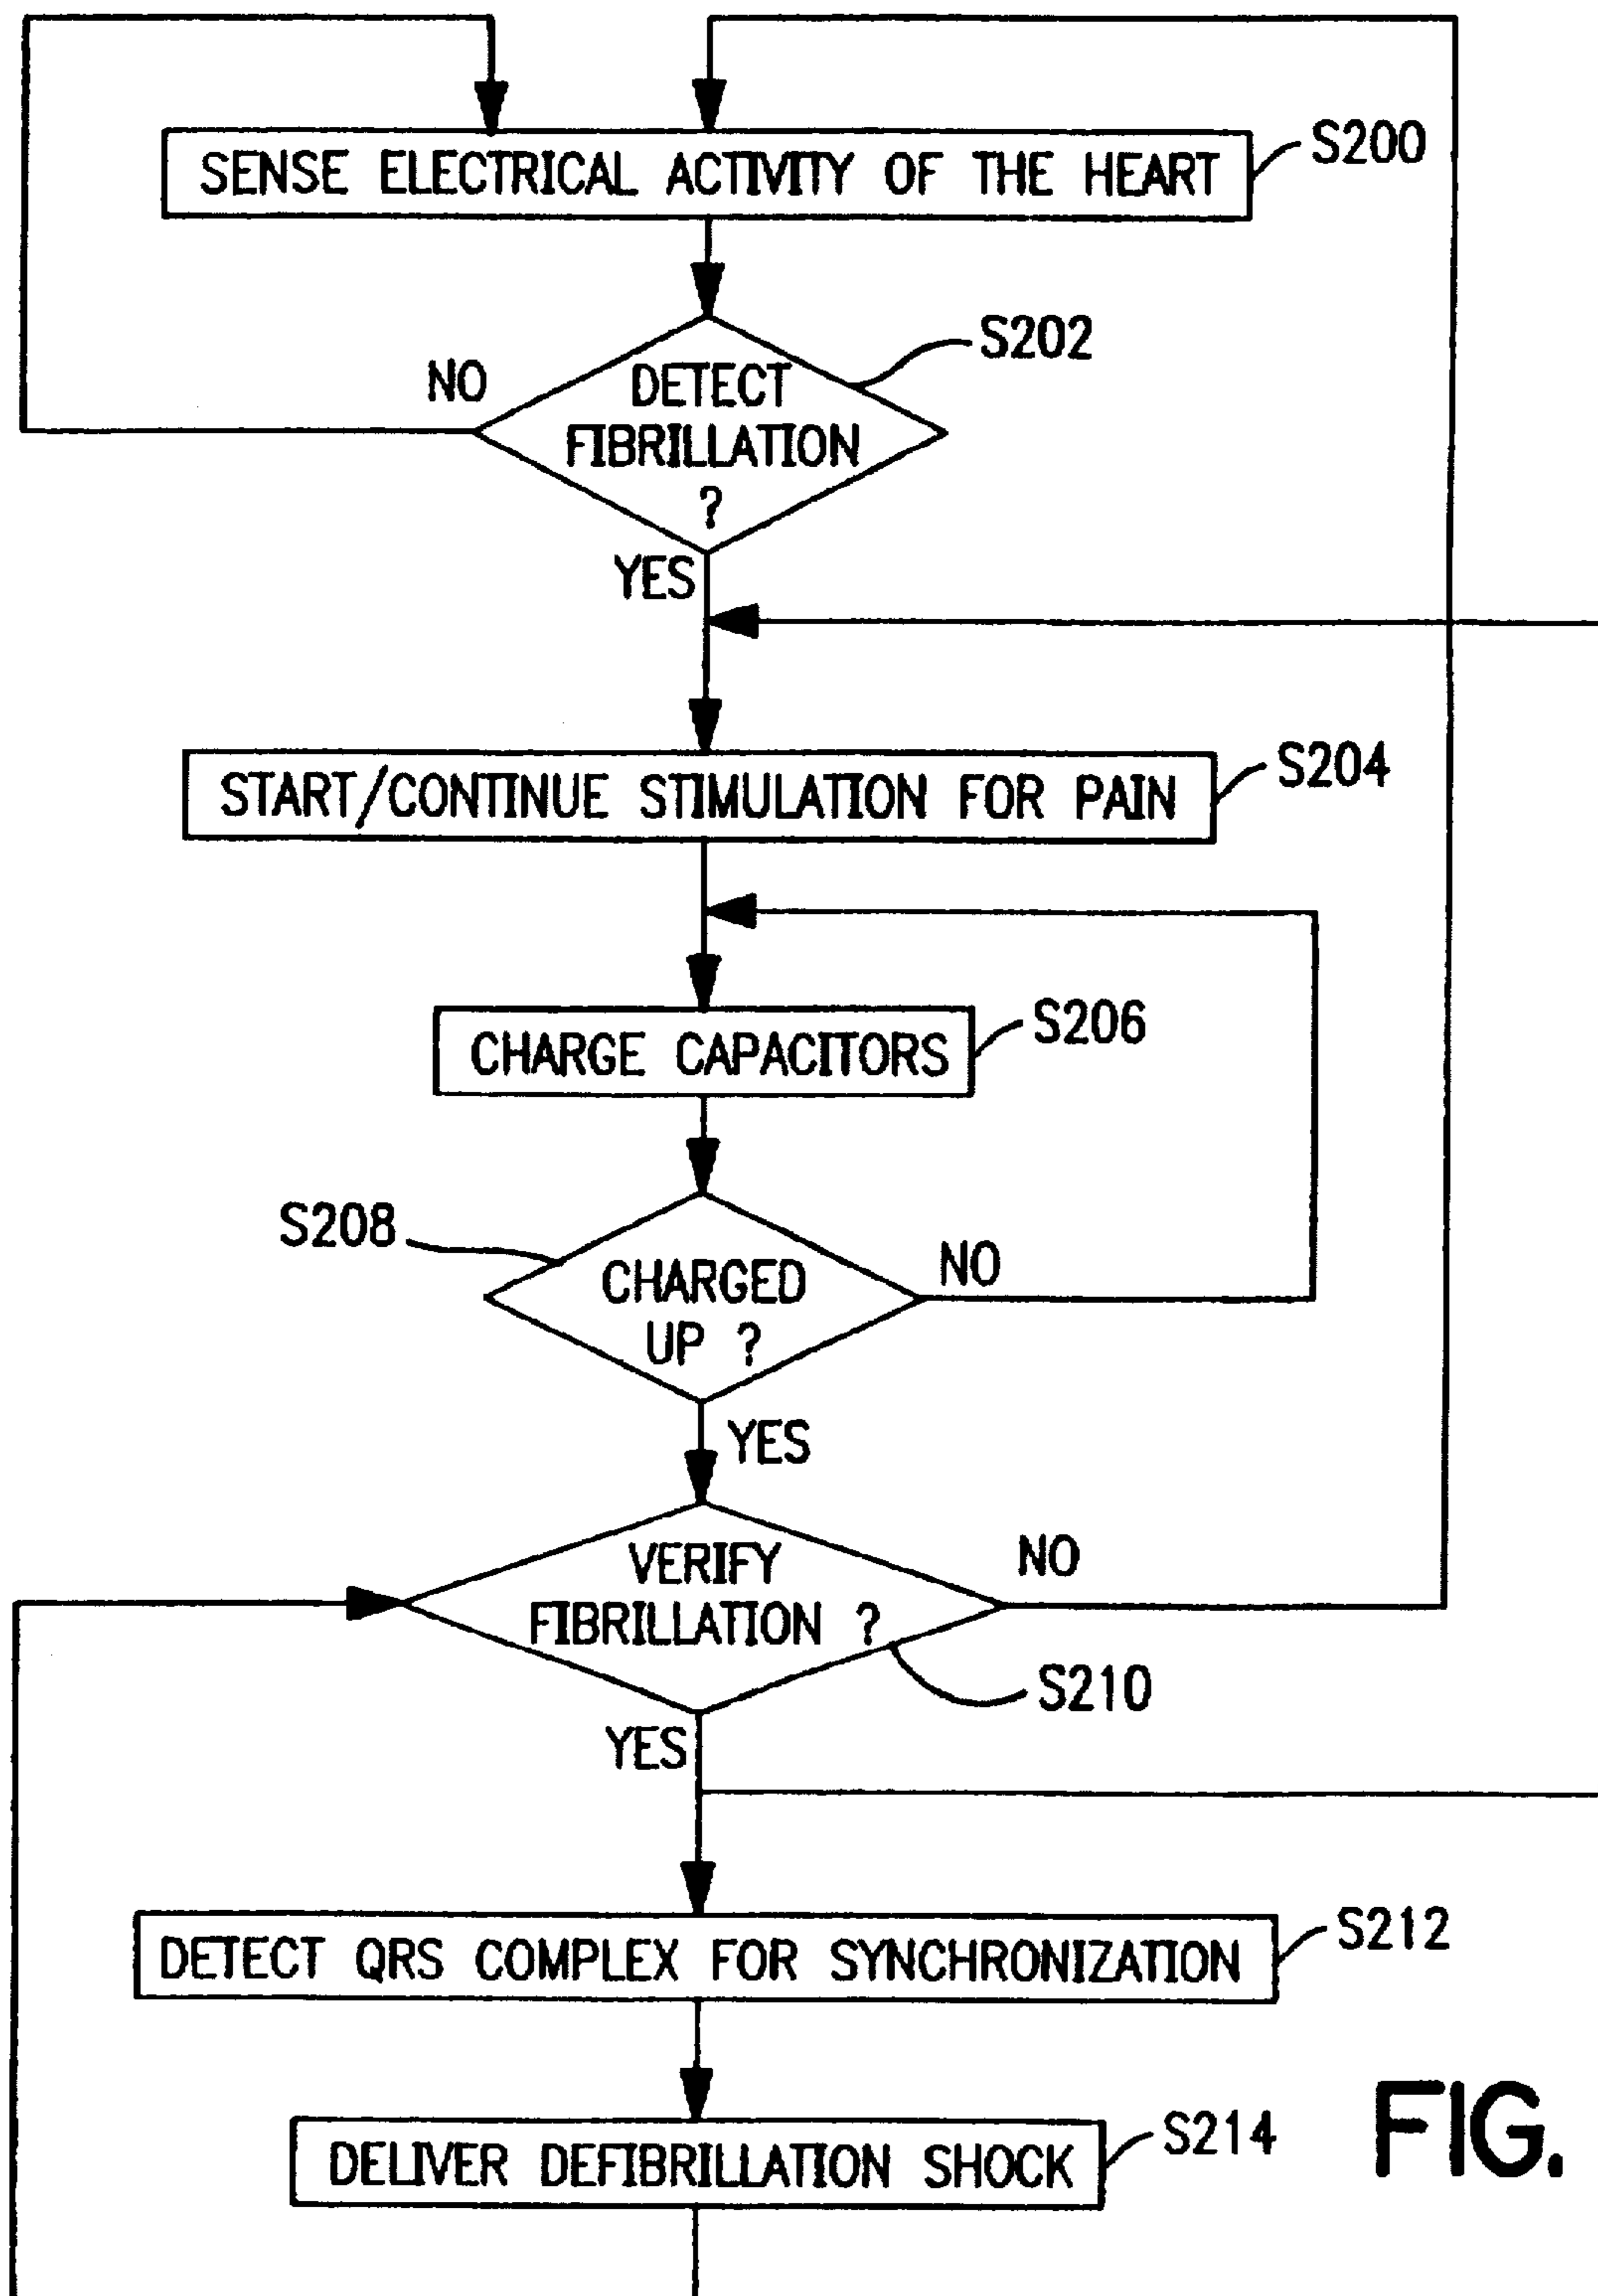 SENSE ELECTRICAL ACTIVITY OF THE HEART
S200
S202
NO
DETECT
FIBRILLATION
?
YES
START/CONTINUE STIMULATION FOR PAIN
S204
CHARGE CAPACITORS
S206
S208
CHARGED
UP ?
NO
YES
VERIFY
FIBRILLATION ?
NO
S210
YES
DETECT QRS COMPLEX FOR SYNCHRONIZATION
S212
DELIVER DEFIBRILLATION SHOCK
S214
FIG.